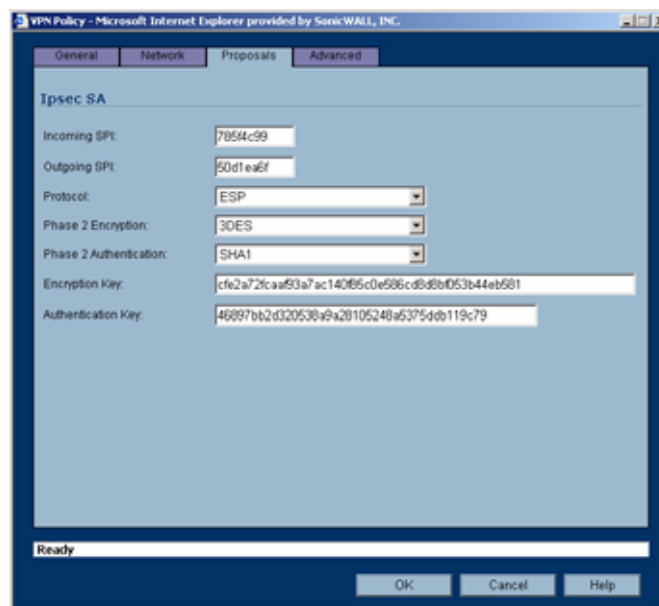 VPN Policy - Microsoft Internet Explorer provided by SonicWALL, INC.
General Network Proposals Advanced
Ipsec SA
Incoming SPI: 785f4c99
Outgoing SPI: 50d1ea6f
Protocol: ESP
Phase 2 Encryption: 3DES
Phase 2 Authentication: SHA1
Encryption Key: cfe2a72fcaaf93a7ac140f85c0e586cd8d8bf053b44eb581
Authentication Key: 46897bb2d320538a9a28105248a5375ddb119c79
Ready
OK Cancel Help